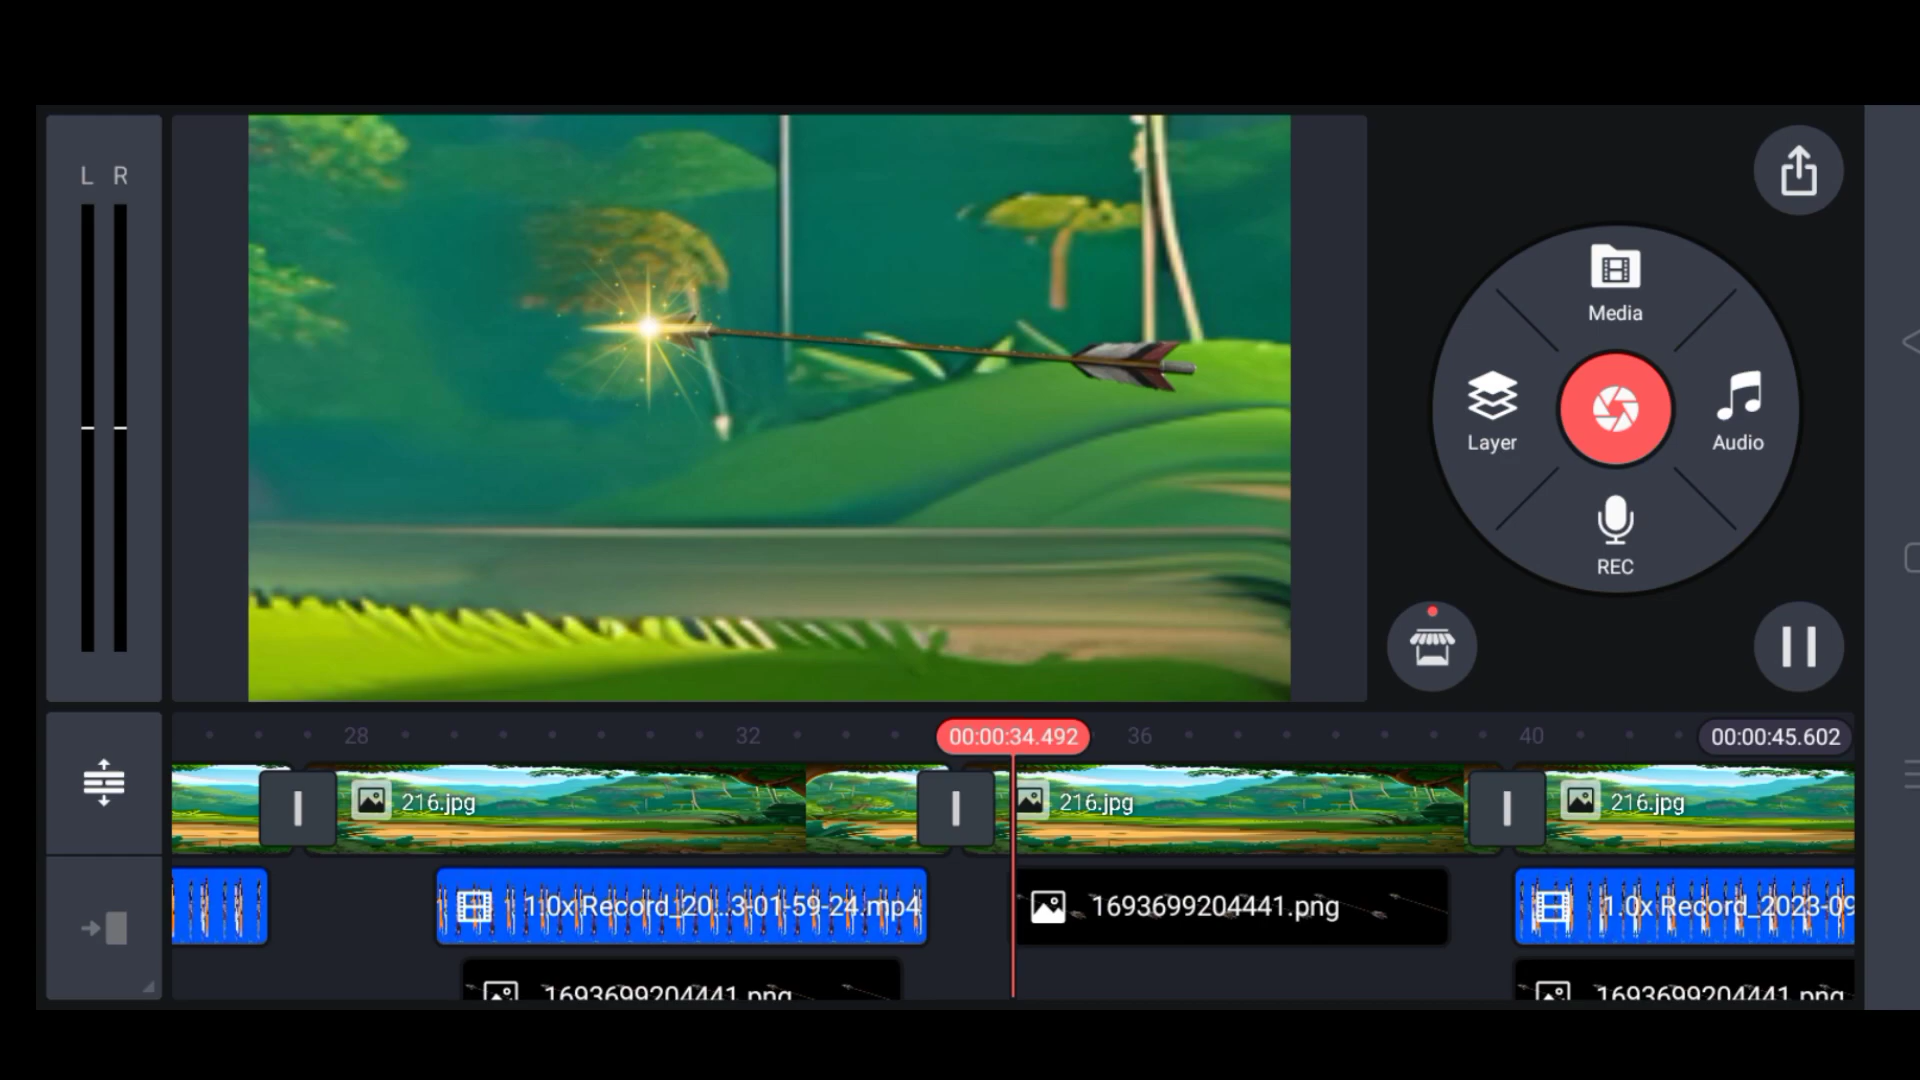 L R
Media
Layer
Audio
REC
28
32
00:00:34.492
36
40
00:00:45.602
216.jpg
216.jpg
216.jpg
1.0x Record_20...3-01-59-24.mp4
1693699204441.png
1.0x Record_2023-09
1693699204441.png
1693699204441.png